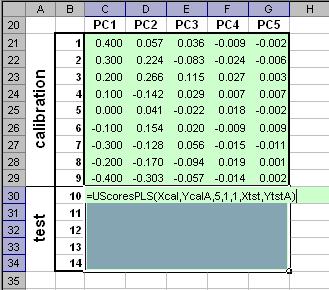 A B C D E F G H
20 PC1 PC2 PC3 PC4 PC5
21 1 0.400 0.057 0.036 -0.009 -0.002
22 2 0.300 0.224 -0.083 -0.024 -0.006
23 3 0.200 0.266 0.115 0.027 0.003
24 4 0.100 -0.142 0.029 0.007 0.007
25 5 0.000 0.041 -0.022 0.018 -0.002
26 6 -0.100 0.154 0.020 -0.009 0.009
27 7 -0.300 -0.128 0.056 -0.015 -0.011
28 8 -0.200 -0.170 -0.094 0.019 0.001
29 9 -0.400 -0.303 -0.057 -0.014 0.002
calibration
30 10 =UScoresPLS(Xcal,YcalA,5,1,1,Xtst,YtstA)
31 11
32 12
33 13
34 14
test
35